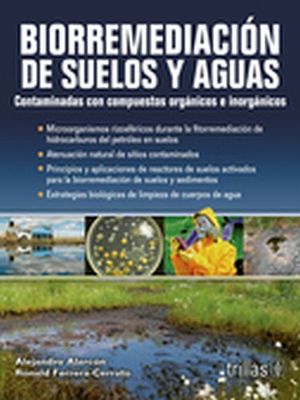 BIORREMEDIACIÓN
DE SUELOS Y AGUAS
Contaminadas con compuestos orgánicos e inorgánicos
• Microorganismos rizosféricos durante la fitorremediación de
hidrocarburos del petróleo en suelos
• Atenuación natural de sitios contaminados
• Principios y aplicaciones de reactores de suelos activados
para la biorremediación de suelos y sedimentos
• Estrategias biológicas de limpieza de cuerpos de agua
Alejandro Alarcón
Ronald Ferrera-Cerrato
trillas